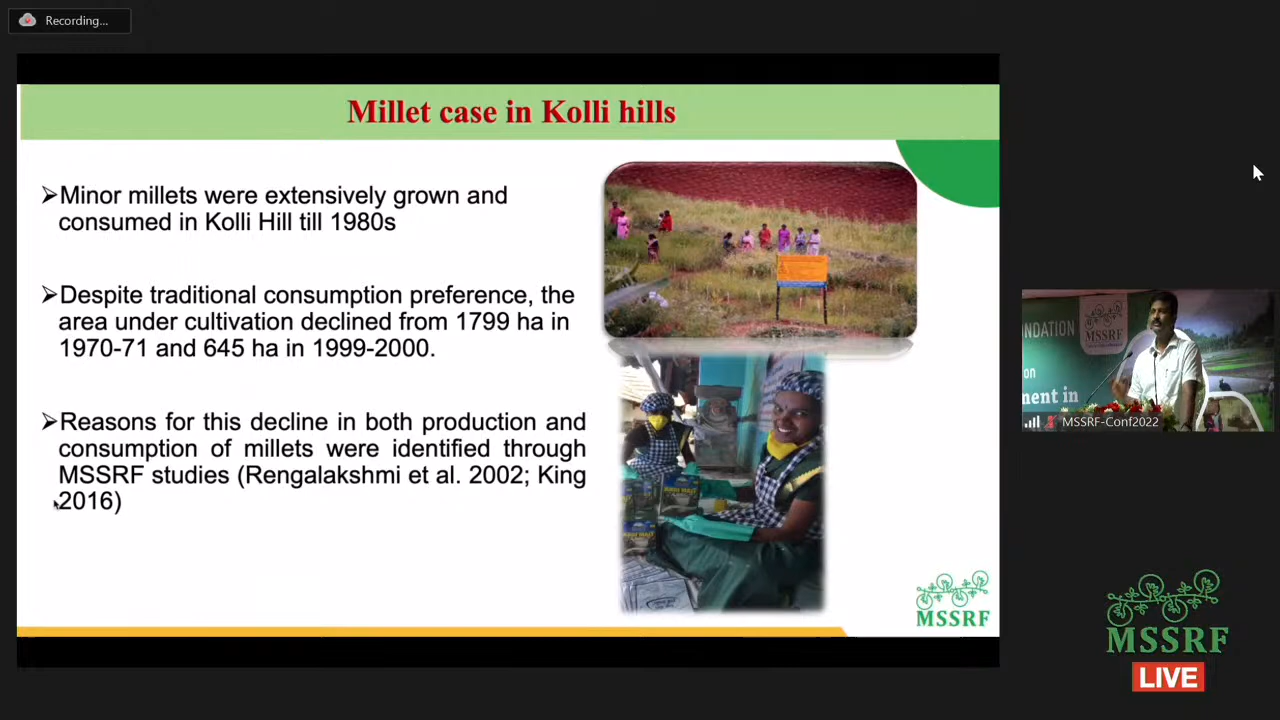 Recording...
Millet case in Kolli hills
➢Minor millets were extensively grown and
consumed in Kolli Hill till 1980s
➢Despite traditional consumption preference, the
area under cultivation declined from 1799 ha in
1970-71 and 645 ha in 1999-2000.
➢Reasons for this decline in both production and
consumption of millets were identified through
MSSRF studies (Rengalakshmi et al. 2002; King
2016)
MSSRF
NDATION
MSSRF
on
ment in
MSSRF-Conf2022
MSSRF
LIVE